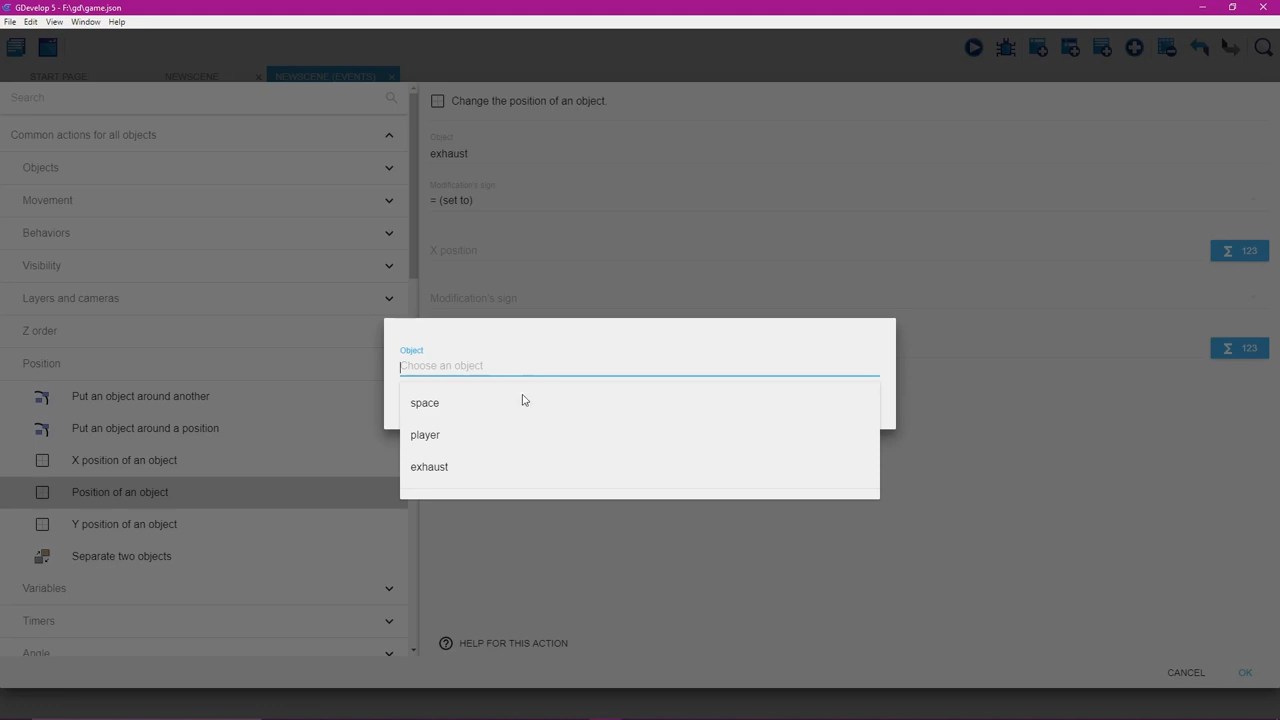 GDevelop 5 - F:\gd\game.json
File Edit View Window Help
START PAGE NEWSCENE NEWSCENE (EVENTS)
Search
Common actions for all objects
Objects
Movement
Behaviors
Visibility
Layers and cameras
Z order
Position
Put an object around another
Put an object around a position
X position of an object
Position of an object
Y position of an object
Separate two objects
Variables
Timers
Angle
Change the position of an object
Object
exhaust
Modification's sign
= (set to)
X position
Σ 123
Modification's sign
Σ 123
Object
Choose an object
space
player
exhaust
HELP FOR THIS ACTION
CANCEL OK